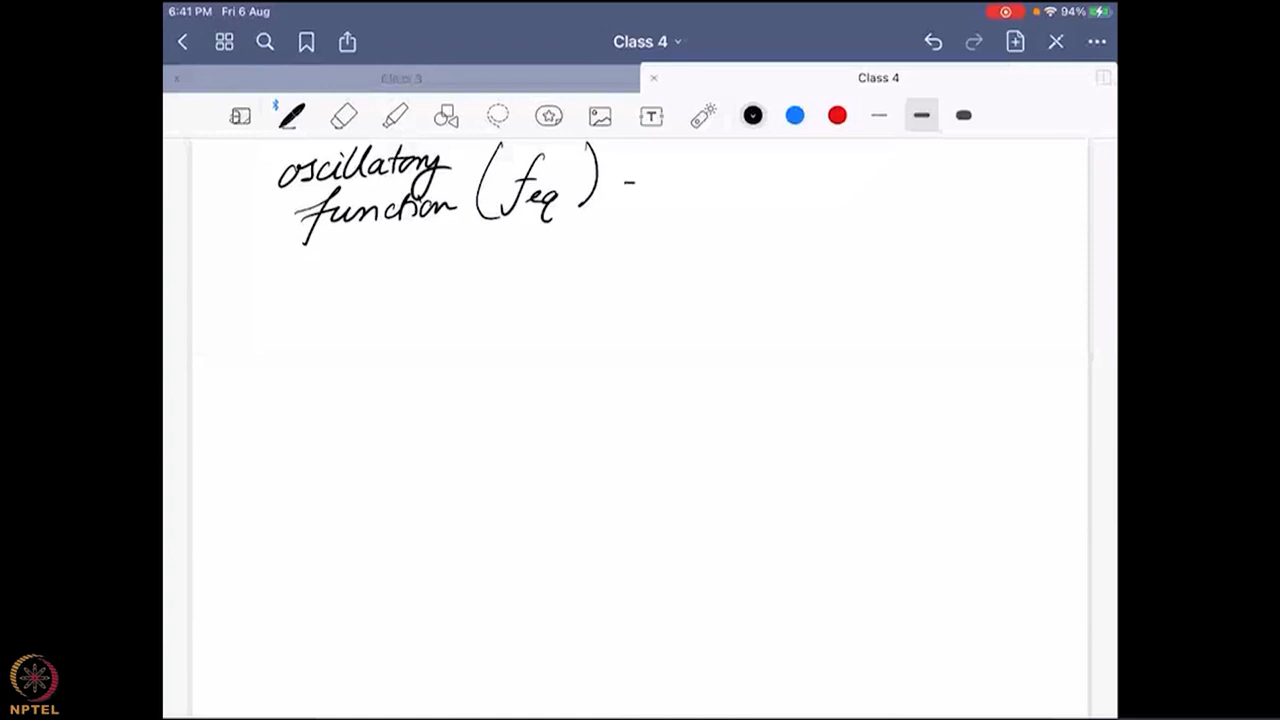 6:41 PM Fri 6 Aug
94%
Class 4
Class 3
Class 4
T
oscillatory
function (feq) -
NPTEL